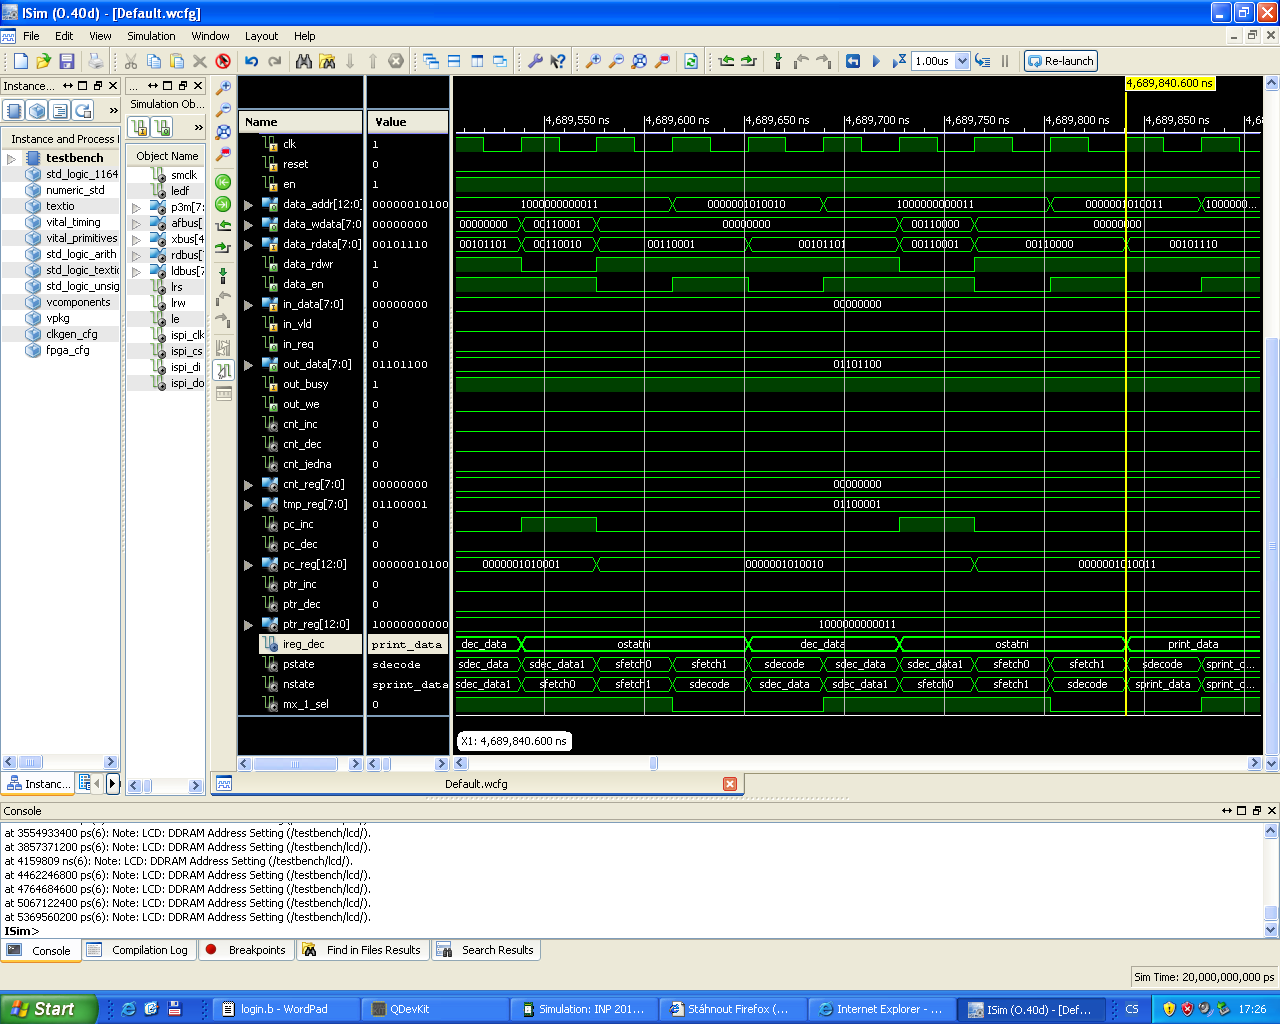 ISim (O.40d) - [Default.wcfg]
File Edit View Simulation Window Layout Help
1.00us Re-launch
Instance... ...
Simulation Ob...
Instance and Process
Object Name
testbench
std_logic_1164
numeric_std
textio
vital_timing
vital_primitives
std_logic_arith
std_logic_textio
std_logic_unsig
vcomponents
vpkg
clkgen_cfg
fpga_cfg
smclk
ledf
p3m[7:
afbus[
xbus[4
rdbus[
ldbus[7
lrs
lrw
le
ispi_clk
ispi_cs
ispi_di
ispi_do
4,689,840.600 ns
Name Value
4,689,550 ns 4,689,600 ns 4,689,650 ns 4,689,700 ns 4,689,750 ns 4,689,800 ns 4,689,850 ns 4,68
clk 1
reset 0
en 1
data_addr[12:0] 00000010100 1000000000011 0000001010010 1000000000011 0000001010011 1000000...
data_wdata[7:0 00000000 00000000 00110001 00000000 00110000 00000000
data_rdata[7:0] 00101110 00101101 00110010 00110001 00101101 00110001 00110000 00101110
data_rdwr 1
data_en 0
in_data[7:0] 00000000 00000000
in_vld 0
in_req 0
out_data[7:0] 01101100 01101100
out_busy 1
out_we 0
cnt_inc 0
cnt_dec 0
cnt_jedna 0
cnt_reg[7:0] 00000000 00000000
tmp_reg[7:0] 01100001 01100001
pc_inc 0
pc_dec 0
pc_reg[12:0] 00000010100 0000001010001 0000001010010 0000001010011
ptr_inc 0
ptr_dec 0
ptr_reg[12:0] 10000000000 1000000000011
ireg_dec print_data dec_data ostatni dec_data ostatni print_data
pstate sdecode sdec_data sdec_data1 sfetch0 sfetch1 sdecode sdec_data sdec_data1 sfetch0 sfetch1 sdecode sprint_d...
nstate sprint_data sdec_data1 sfetch0 sfetch1 sdecode sdec_data sdec_data1 sfetch0 sfetch1 sdecode sprint_data sprint_c...
mx_1_sel 0
X1: 4,689,840.600 ns
Instanc...
Default.wcfg
Console
at 3554933400 ps(6): Note: LCD: DDRAM Address Setting (/testbench/lcd/).
at 3857371200 ps(6): Note: LCD: DDRAM Address Setting (/testbench/lcd/).
at 4159809 ns(6): Note: LCD: DDRAM Address Setting (/testbench/lcd/).
at 4462246800 ps(6): Note: LCD: DDRAM Address Setting (/testbench/lcd/).
at 4764684600 ps(6): Note: LCD: DDRAM Address Setting (/testbench/lcd/).
at 5067122400 ps(6): Note: LCD: DDRAM Address Setting (/testbench/lcd/).
at 5369560200 ps(6): Note: LCD: DDRAM Address Setting (/testbench/lcd/).
ISim>
Console Compilation Log Breakpoints Find in Files Results Search Results
Sim Time: 20,000,000,000 ps
Start login.b - WordPad QDevKit Simulation: INP 201... Stáhnout Firefox (... Internet Explorer - ... ISim (O.40d) - [Def... CS 17:26